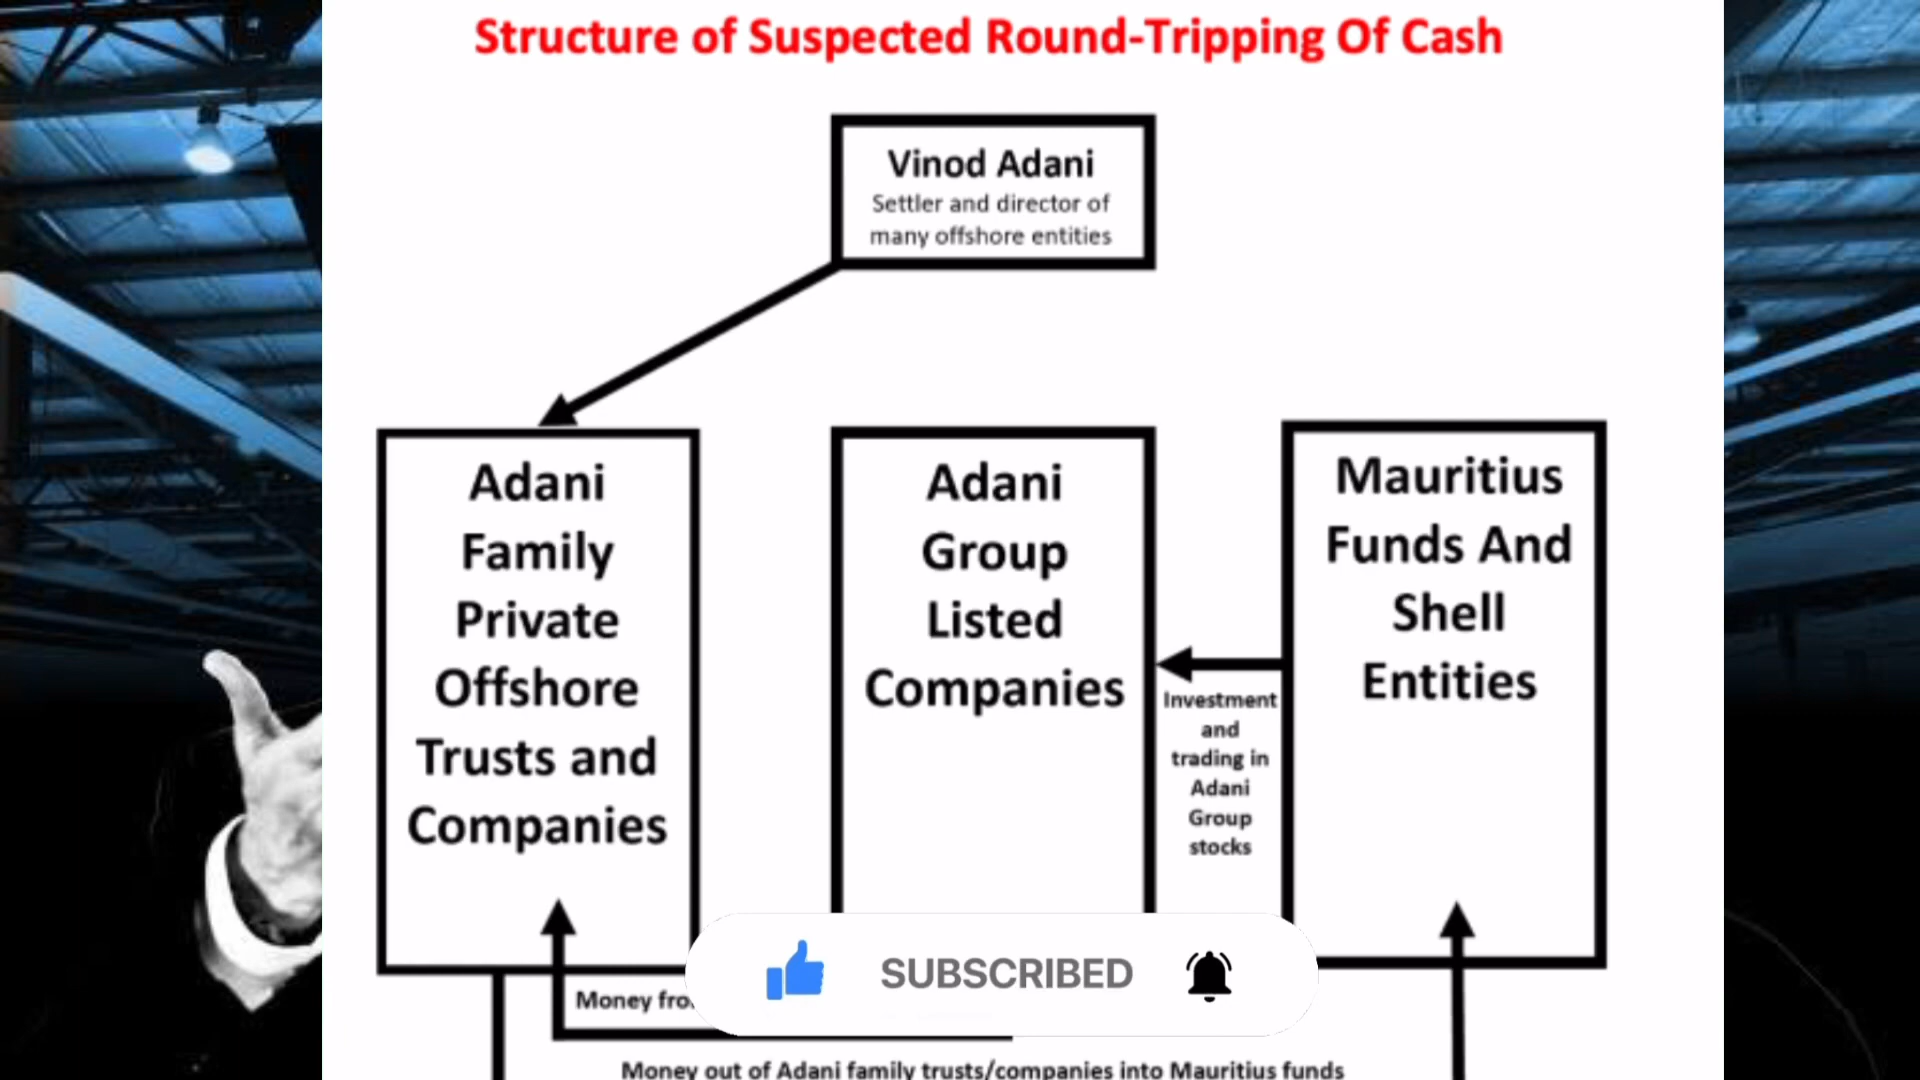 Structure of Suspected Round-Tripping Of Cash
Vinod Adani
Settler and director of
many offshore entities
Adani
Family
Private
Offshore
Trusts and
Companies
Adani
Group
Listed
Companies
Mauritius
Funds And
Shell
Entities
Investment
and
trading in
Adani
Group
stocks
Money
SUBSCRIBED
Money out of Adani family trusts/companies into Mauritius funds